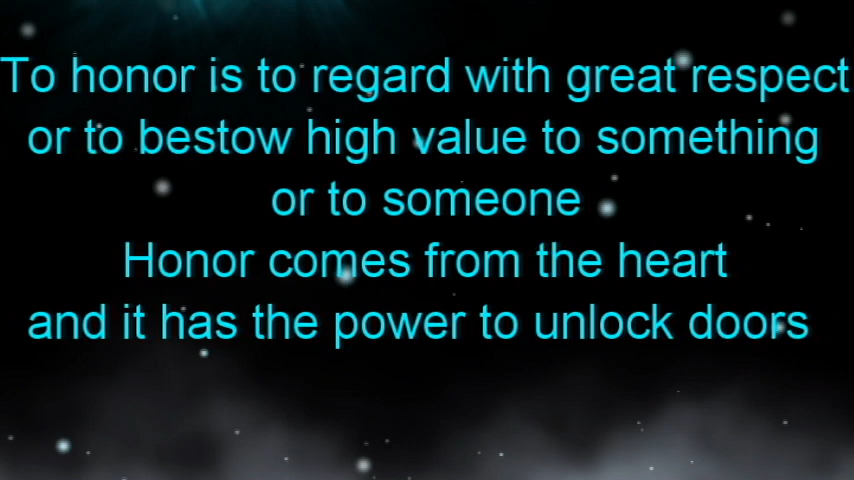 To honor is to regard with great respect
or to bestow high value to something
or to someone
Honor comes from the heart
and it has the power to unlock doors